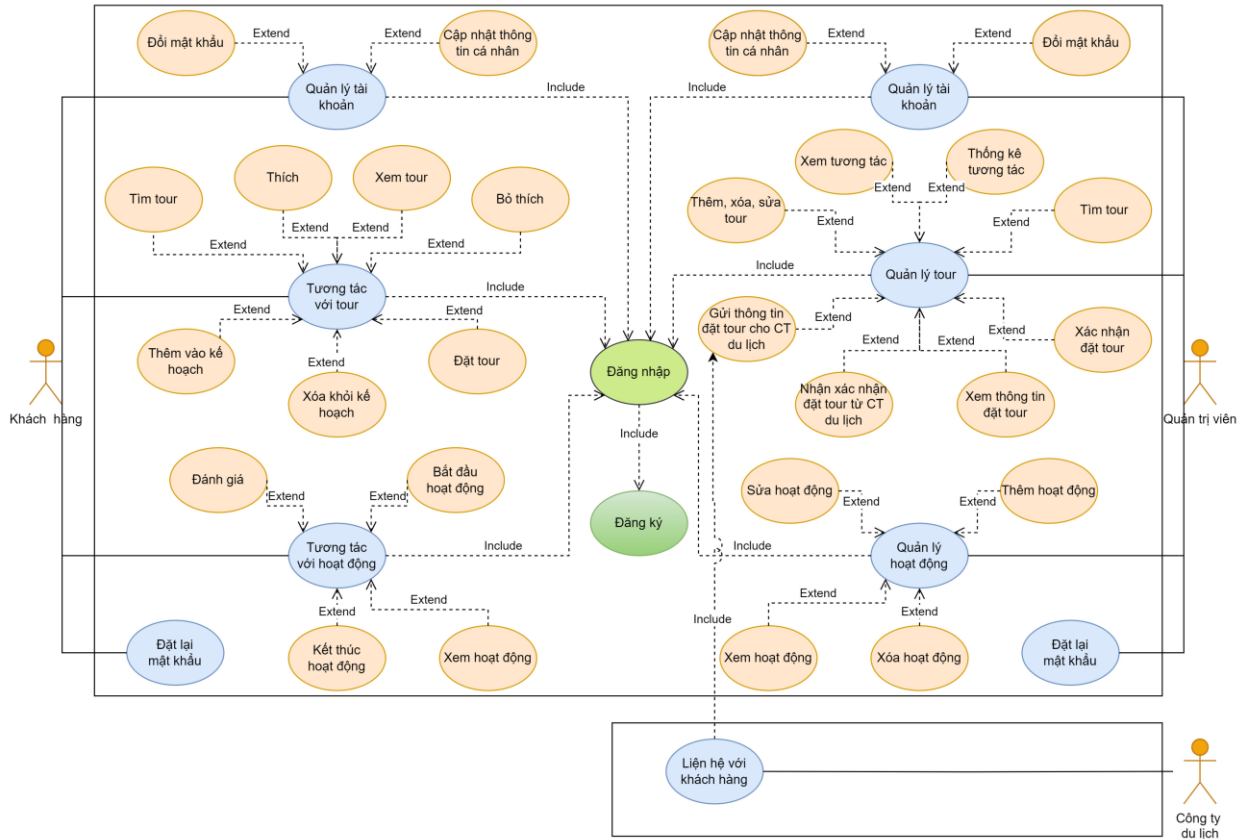 Đổi mật khẩu
Extend
Extend
Cập nhật thông
tin cá nhân
Cập nhật thông
tin cá nhân
Extend
Extend
Đổi mật khẩu
Quản lý tài
khoản
Include
Include
Quản lý tài
khoản
Tìm tour
Thích
Xem tour
Bỏ thích
Extend
Extend
Extend
Extend
Xem tương tác
Thống kê
tương tác
Extend
Extend
Thêm, xóa, sửa
tour
Extend
Extend
Tìm tour
Tương tác
với tour
Include
Include
Quản lý tour
Extend
Extend
Thêm vào kế
hoạch
Extend
Xóa khỏi kế
hoạch
Đặt tour
Gửi thông tin
đặt tour cho CT
du lịch
Extend
Extend
Xác nhận
đặt tour
Extend
Extend
Nhận xác nhận
đặt tour từ CT
du lịch
Xem thông tin
đặt tour
Đăng nhập
Include
Đăng ký
Khách hàng
Quản trị viên
Đánh giá
Extend
Extend
Bắt đầu
hoạt động
Sửa hoạt động
Extend
Extend
Thêm hoạt động
Tương tác
với hoạt động
Include
Include
Quản lý
hoạt động
Extend
Extend
Kết thúc
hoạt động
Xem hoạt động
Extend
Extend
Xem hoạt động
Xóa hoạt động
Đặt lại
mật khẩu
Đặt lại
mật khẩu
Include
Liện hệ với
khách hàng
Công ty
du lịch